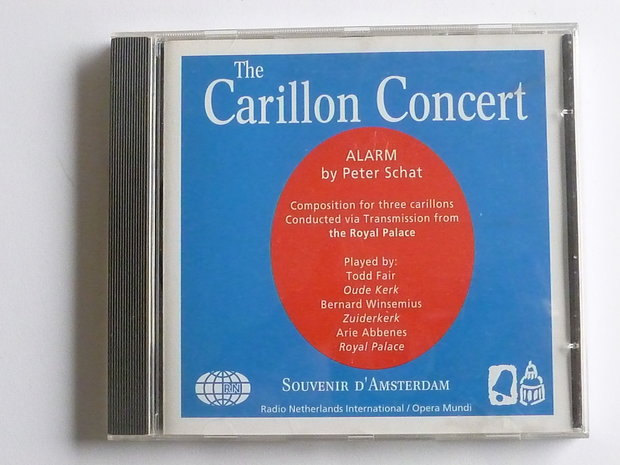 The
Carillon Concert
ALARM
by Peter Schat
Composition for three carillons
Conducted via Transmission from
the Royal Palace
Played by:
Todd Fair
Oude Kerk
Bernard Winsemius
Zuiderkerk
Arie Abbenes
Royal Palace
RN
SOUVENIR D'AMSTERDAM
Radio Netherlands International / Opera Mundi